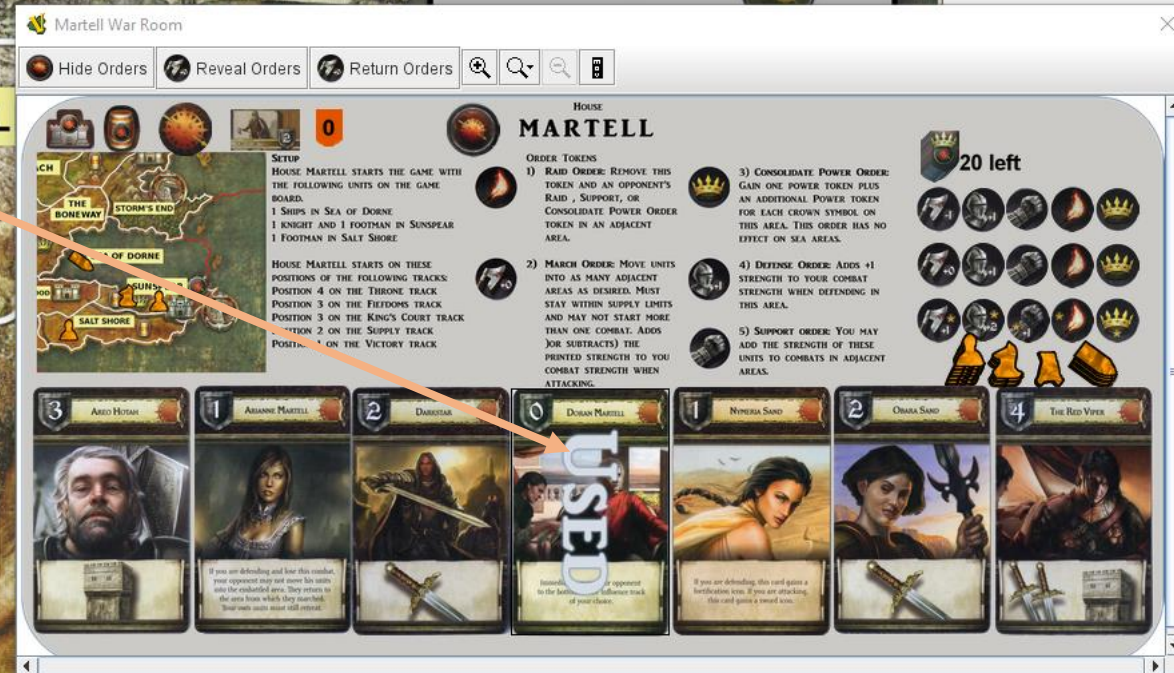 Martell War Room
Hide Orders
Reveal Orders
Return Orders
2
0
HOUSE
MARTELL
20 left
ACH
THE
BONEWAY
STORM'S END
SEA OF DORNE
SUNSPEAR
OOD
SALT SHORE
SETUP
HOUSE MARTELL STARTS THE GAME WITH
THE FOLLOWING UNITS ON THE GAME
BOARD.
1 SHIPS IN SEA OF DORNE
1 KNIGHT AND 1 FOOTMAN IN SUNSPEAR
1 FOOTMAN IN SALT SHORE
HOUSE MARTELL STARTS ON THESE
POSITIONS OF THE FOLLOWING TRACKS:
POSITION 4 ON THE THRONE TRACK
POSITION 3 ON THE FIEFDOMS TRACK
POSITION 3 ON THE KING'S COURT TRACK
POSITION 2 ON THE SUPPLY TRACK
ON THE VICTORY TRACK
ORDER TOKENS
1) RAID ORDER: REMOVE THIS
TOKEN AND AN OPPONENT'S
RAID , SUPPORT, OR
CONSOLIDATE POWER ORDER
TOKEN IN AN ADJACENT
AREA.
2) MARCH ORDER: MOVE UNITS
INTO AS MANY ADJACENT
AREAS AS DESIRED. MUST
STAY WITHIN SUPPLY LIMITS
AND MAY NOT START MORE
THAN ONE COMBAT. ADDS
)OR SUBTRACTS) THE
PRINTED STRENGTH TO YOU
COMBAT STRENGTH WHEN
ATTACKING.
3) CONSOLIDATE POWER ORDER:
GAIN ONE POWER TOKEN PLUS
AN ADDITIONAL POWER TOKEN
FOR EACH CROWN SYMBOL ON
THIS AREA. THIS ORDER HAS NO
EFFECT ON SEA AREAS.
4) DEFENSE ORDER: ADDS +1
STRENGTH TO YOUR COMBAT
STRENGTH WHEN DEFENDING IN
THIS AREA.
5) SUPPORT ORDER: YOU MAY
ADD THE STRENGTH OF THESE
UNITS TO COMBATS IN ADJACENT
AREAS.
3 AREO HOTAH
1 ARIANNE MARTELL
If you are defending and lose this combat,
your opponent may not move his units
into the embattled area. They return to
the area from which they marched.
Your own units must still retreat.
2 DARKSTAR
0 DORAN MARTELL
USED
opponent
to the influence track
of your choice.
1 NYMERIA SAND
If you are defending, this card gains a
fortification icon. If you are attacking,
this card gains a sword icon.
2 OBARA SAND
4 THE RED VIPER